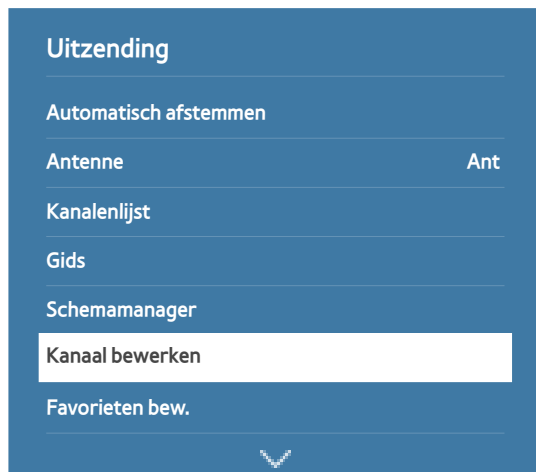 Uitzending
Automatisch afstemmen
Antenne Ant
Kanalenlijst
Gids
Schemamanager
Kanaal bewerken
Favorieten bew.